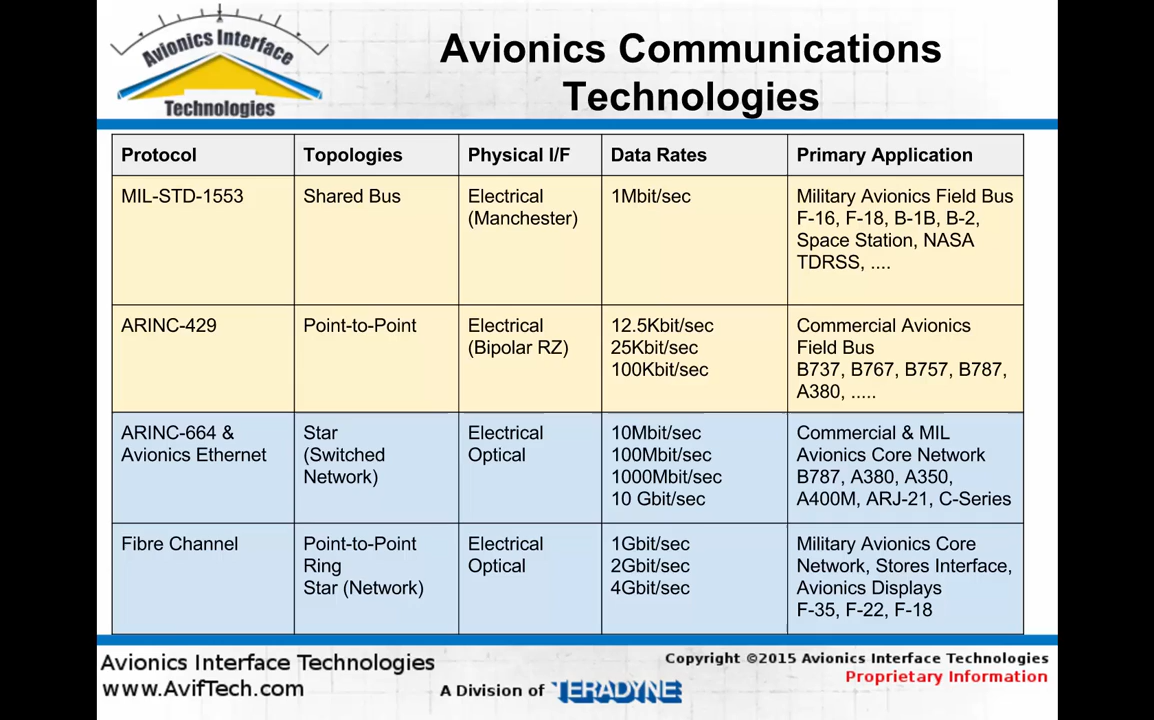 Avionics Interface
Technologies
Avionics Communications
Technologies
Protocol Topologies Physical I/F Data Rates Primary Application
MIL-STD-1553
Shared Bus
Electrical
(Manchester)
1Mbit/sec
Military Avionics Field Bus
F-16, F-18, B-1B, B-2,
Space Station, NASA
TDRSS, ....
ARINC-429
Point-to-Point
Electrical
(Bipolar RZ)
12.5Kbit/sec
25Kbit/sec
100Kbit/sec
Commercial Avionics
Field Bus
B737, B767, B757, B787,
A380, .....
ARINC-664 &
Avionics Ethernet
Star
(Switched
Network)
Electrical
Optical
10Mbit/sec
100Mbit/sec
1000Mbit/sec
10 Gbit/sec
Commercial & MIL
Avionics Core Network
B787, A380, A350,
A400M, ARJ-21, C-Series
Fibre Channel
Point-to-Point
Ring
Star (Network)
Electrical
Optical
1Gbit/sec
2Gbit/sec
4Gbit/sec
Military Avionics Core
Network, Stores Interface,
Avionics Displays
F-35, F-22, F-18
Avionics Interface Technologies
www.AvifTech.com
A Division of TERADYNE
Copyright ©2015 Avionics Interface Technologies
Proprietary Information